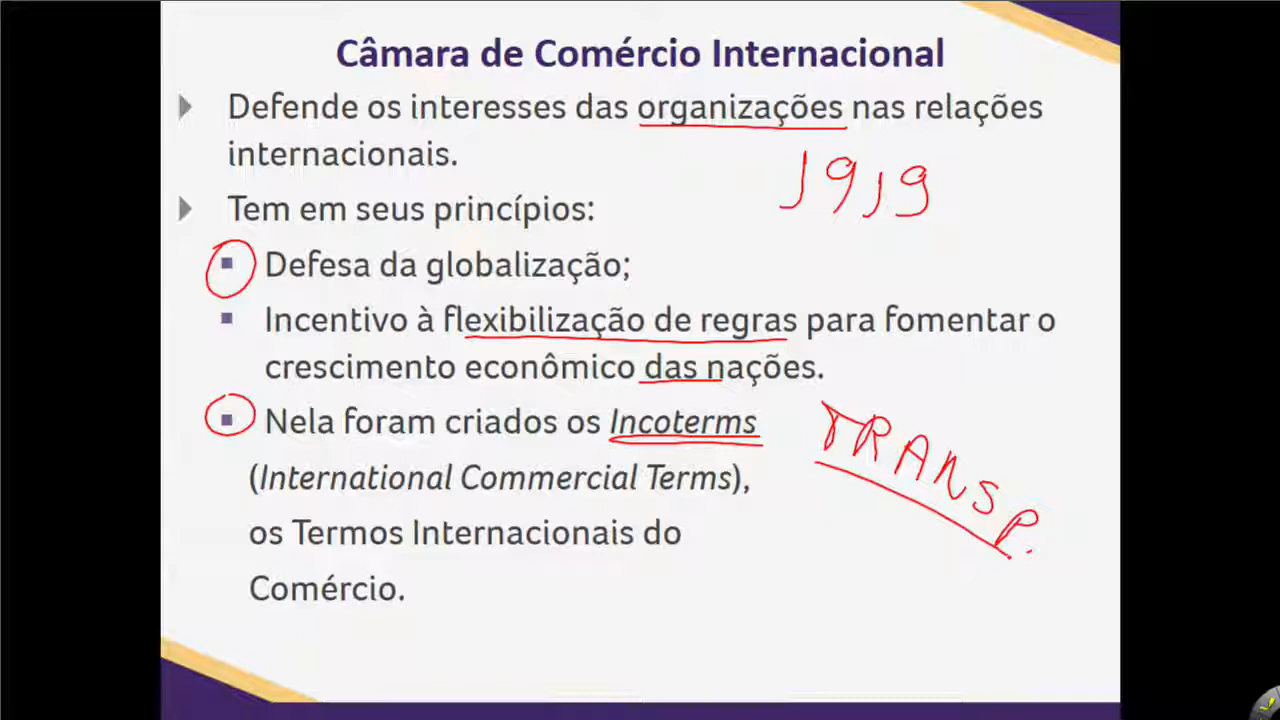 Câmara de Comércio Internacional
Defende os interesses das organizações nas relações
internacionais.
1919
Tem em seus princípios:
Defesa da globalização;
Incentivo à flexibilização de regras para fomentar o
crescimento econômico das nações.
Nela foram criados os Incoterms
TRANSP.
(International Commercial Terms),
os Termos Internacionais do
Comércio.